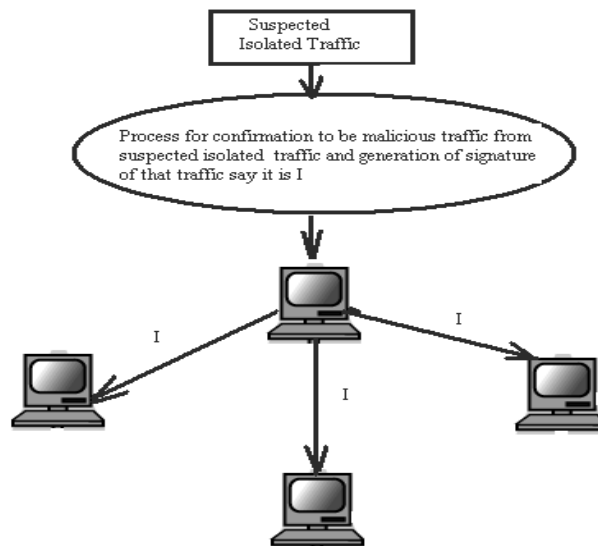 Suspected
Isolated Traffic
Process for confirmation to be malicious traffic from
suspected isolated traffic and generation of signature
of that traffic say it is I
I
I
I